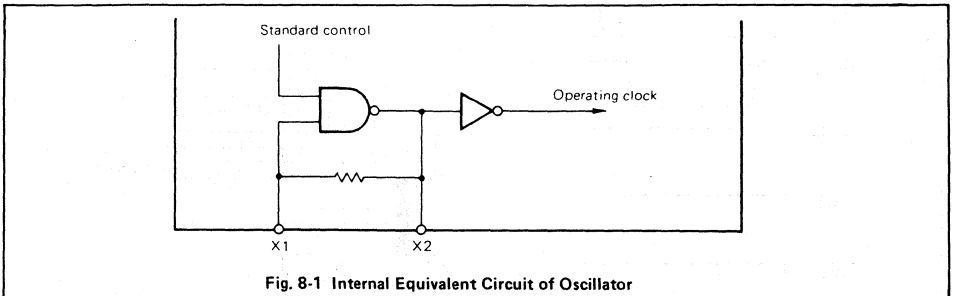 Standard control
Operating clock
X1
X2
Fig. 8-1 Internal Equivalent Circuit of Oscillator